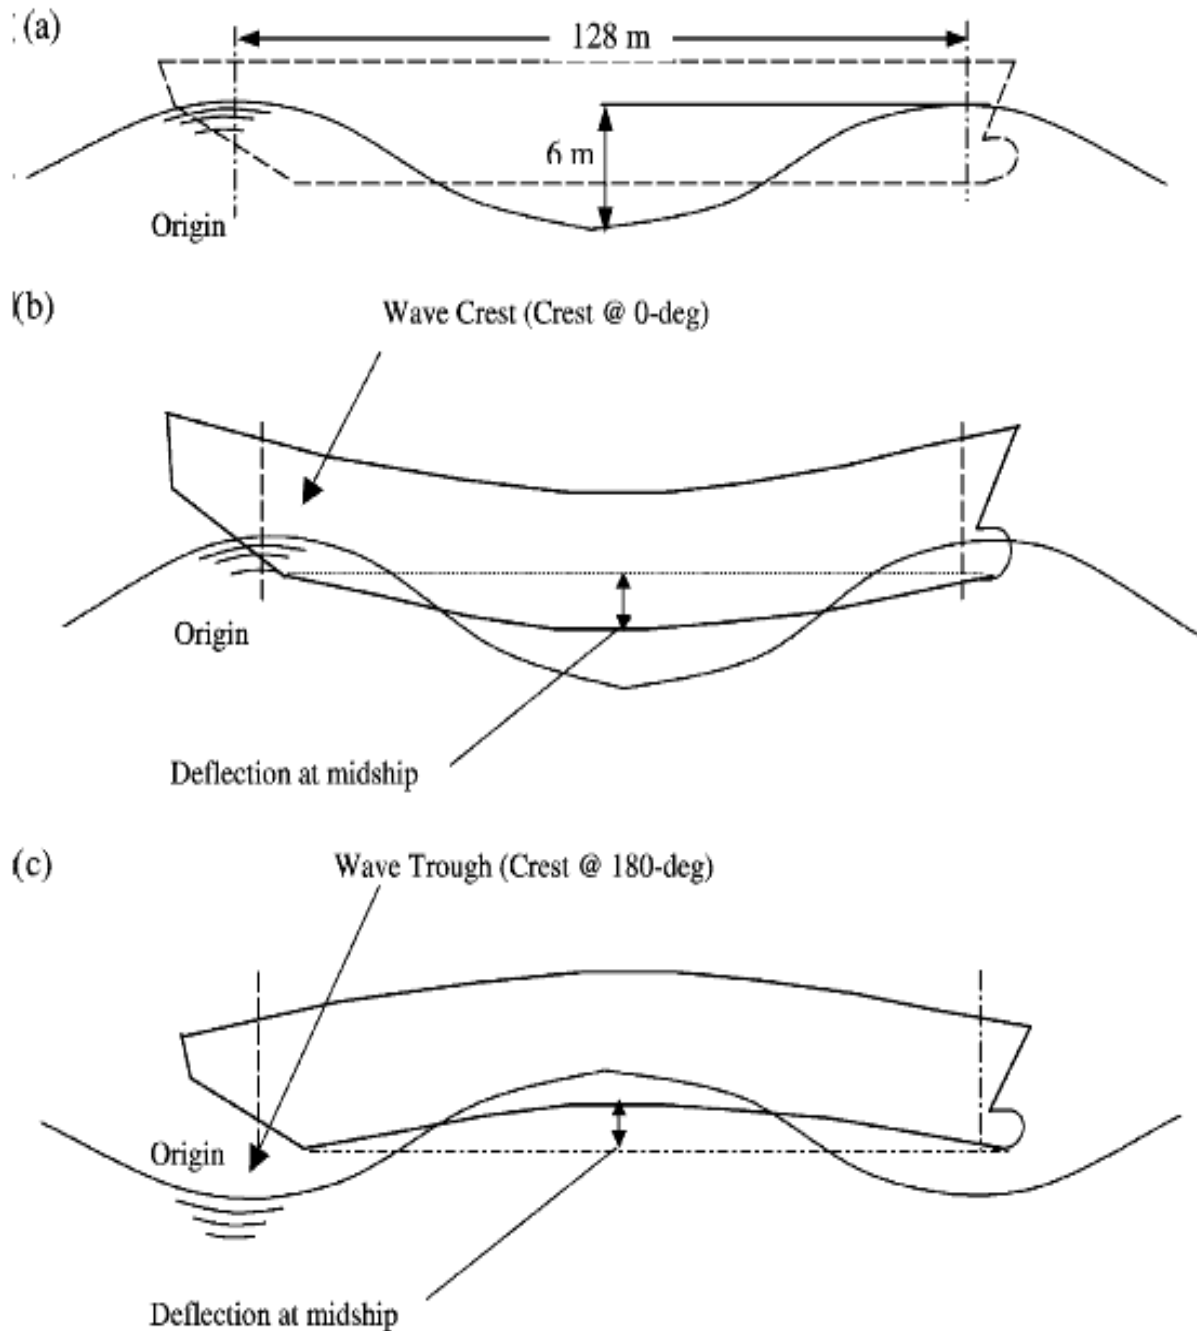 : (a)
128 m
6 m
Origin
(b)
Wave Crest (Crest @ 0-deg)
Origin
Deflection at midship
(c)
Wave Trough (Crest @ 180-deg)
Origin
Deflection at midship